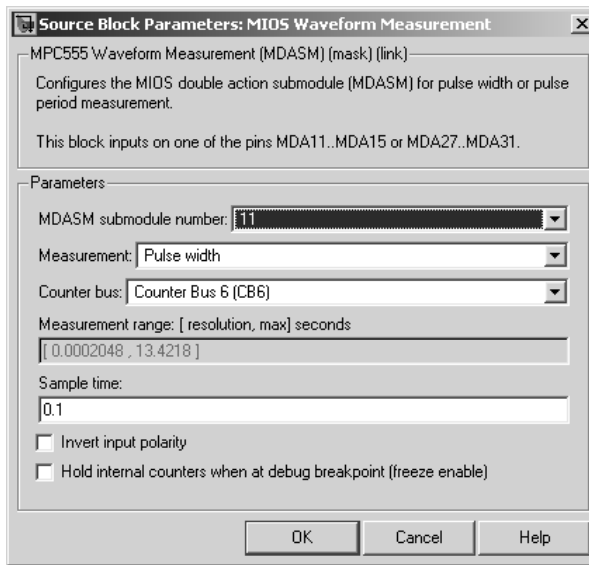 Source Block Parameters: MIOS Waveform Measurement
MPC555 Waveform Measurement (MDASM) (mask) (link)
Configures the MIOS double action submodule (MDASM) for pulse width or pulse
period measurement.
This block inputs on one of the pins MDA11..MDA15 or MDA27..MDA31.
Parameters
MDASM submodule number: 11
Measurement: Pulse width
Counter bus: Counter Bus 6 (CB6)
Measurement range: [ resolution, max] seconds
[ 0.0002048 , 13.4218 ]
Sample time:
0.1
Invert input polarity
Hold internal counters when at debug breakpoint (freeze enable)
OK Cancel Help